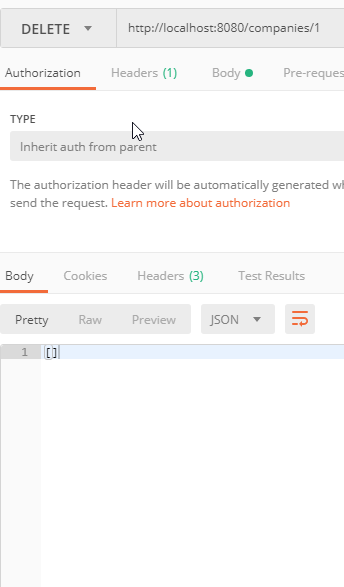 DELETE http://localhost:8080/companies/1
Authorization Headers (1) Body Pre-reques
TYPE
Inherit auth from parent
The authorization header will be automatically generated wh
send the request. Learn more about authorization
Body Cookies Headers (3) Test Results
Pretty Raw Preview JSON
1 []